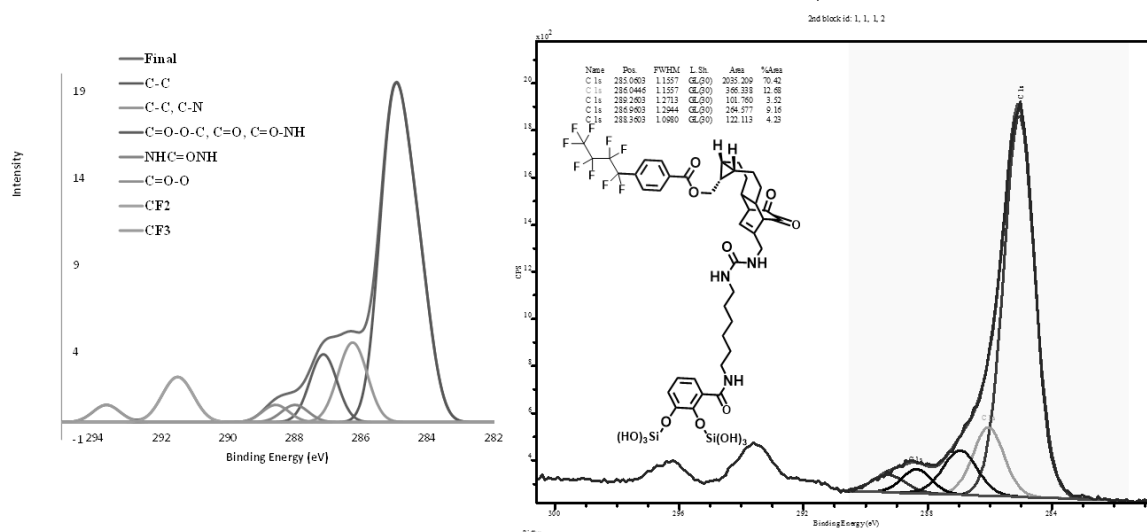 2nd block id: 1, 1, 1, 2
Final
C-C
C-C, C-N
C=O-O-C, C=O, C=O-NH
NHC=ONH
C=O-O
CF2
CF3
19
14
9
4
-1
294
292
290
288
286
284
282
Intensity
Binding Energy (eV)
x10²
Name Pos. FWHM L.Sh. Area %Area
C 1s 285.0603 1.1557 GL(30) 2035.209 70.42
C 1s 286.0446 1.1557 GL(30) 366.338 12.68
C 1s 289.2603 1.2713 GL(30) 101.760 3.52
C 1s 286.9603 1.2944 GL(30) 264.577 9.16
C 1s 288.3603 1.0980 GL(30) 122.113 4.23
20
18
16
14
12
10
8
6
4
CPS
F F F F F F F F F
H H
O
O
O
O
O
NH
N
H
NH
O
O O
(HO)₃Si Si(OH)₃
C 1s
C 1s
C 1s
300
296
292
288
284
Binding Energy (eV)